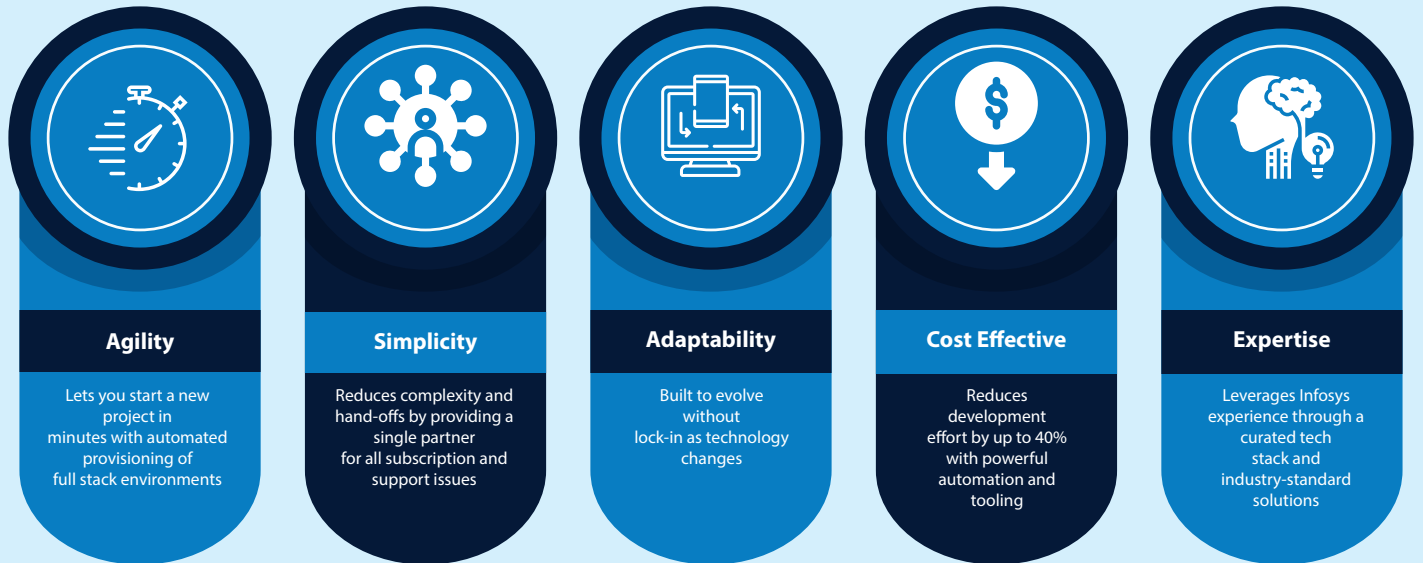 Agility
Lets you start a new
project in
minutes with automated
provisioning of
full stack environments
Simplicity
Reduces complexity and
hand-offs by providing a
single partner
for all subscription and
support issues
Adaptability
Built to evolve
without
lock-in as technology
changes
$
Cost Effective
Reduces
development
effort by up to 40%
with powerful
automation and
tooling
Expertise
Leverages Infosys
experience through a
curated tech
stack and
industry-standard
solutions